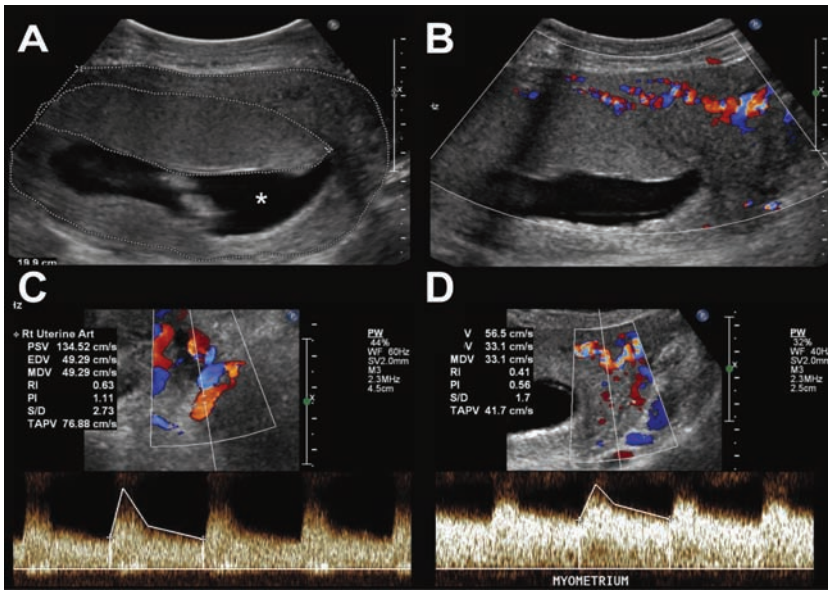 A
*
x
19.9 cm
B
Hz
x
C
Hz
Rt Uterine Art
PSV 134.52 cm/s
EDV 49.29 cm/s
MDV 49.29 cm/s
RI 0.63
PI 1.11
S/D 2.73
TAPV 76.88 cm/s
PW
44%
WF 60Hz
SV2.0mm
M3
2.3MHz
4.5cm
x
D
V 56.5 cm/s
IV 33.1 cm/s
MDV 33.1 cm/s
RI 0.41
PI 0.56
S/D 1.7
TAPV 41.7 cm/s
PW
32%
WF 40Hz
SV2.0mm
M3
2.3MHz
2.5cm
x
MYOMETRIUM